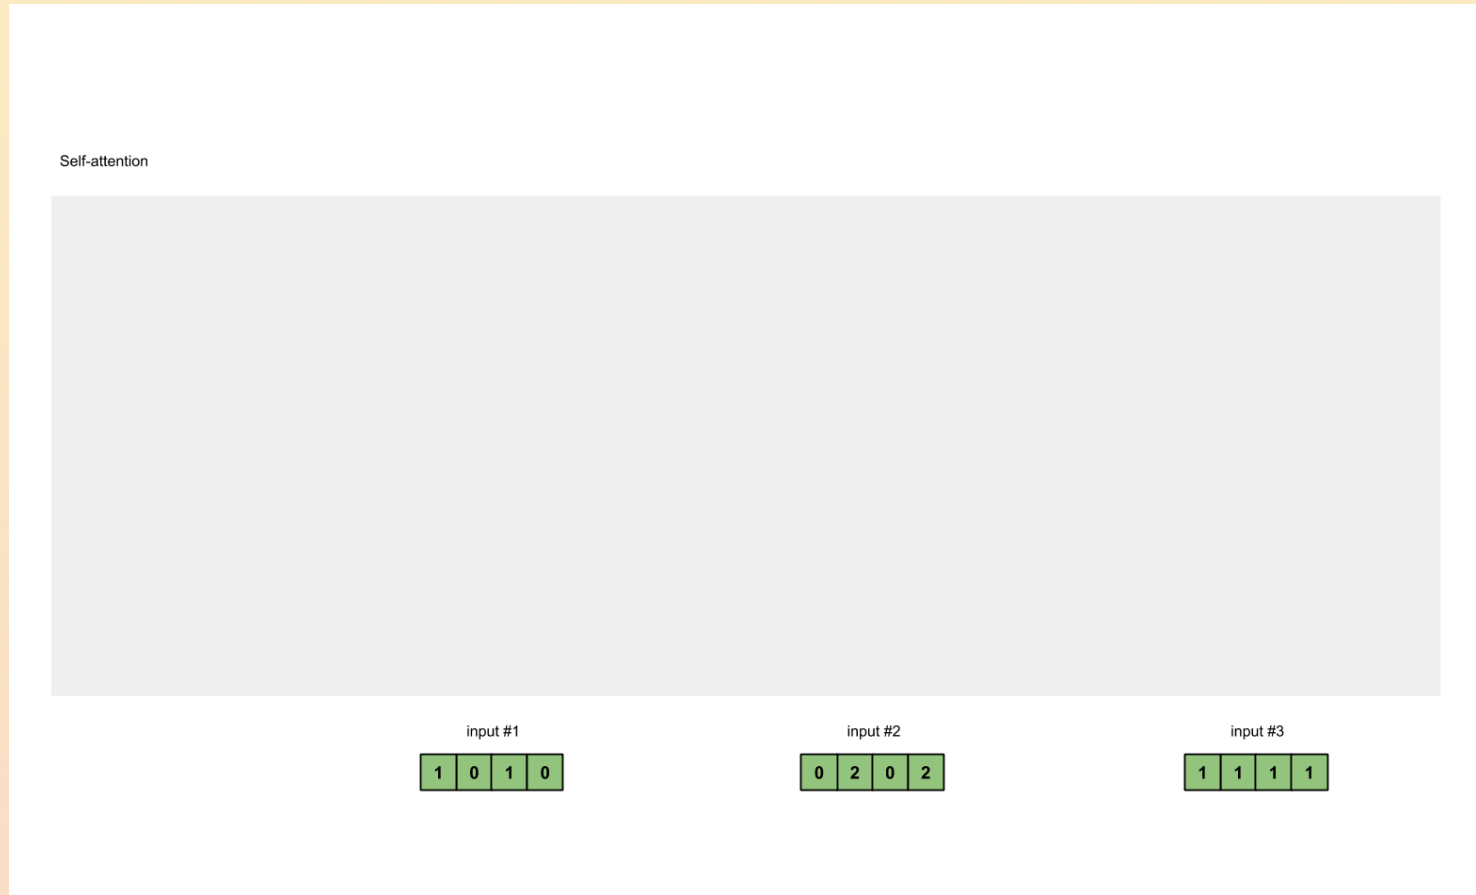 Self-attention
input #1 input #2 input #3
1 0 1 0 0 2 0 2 1 1 1 1